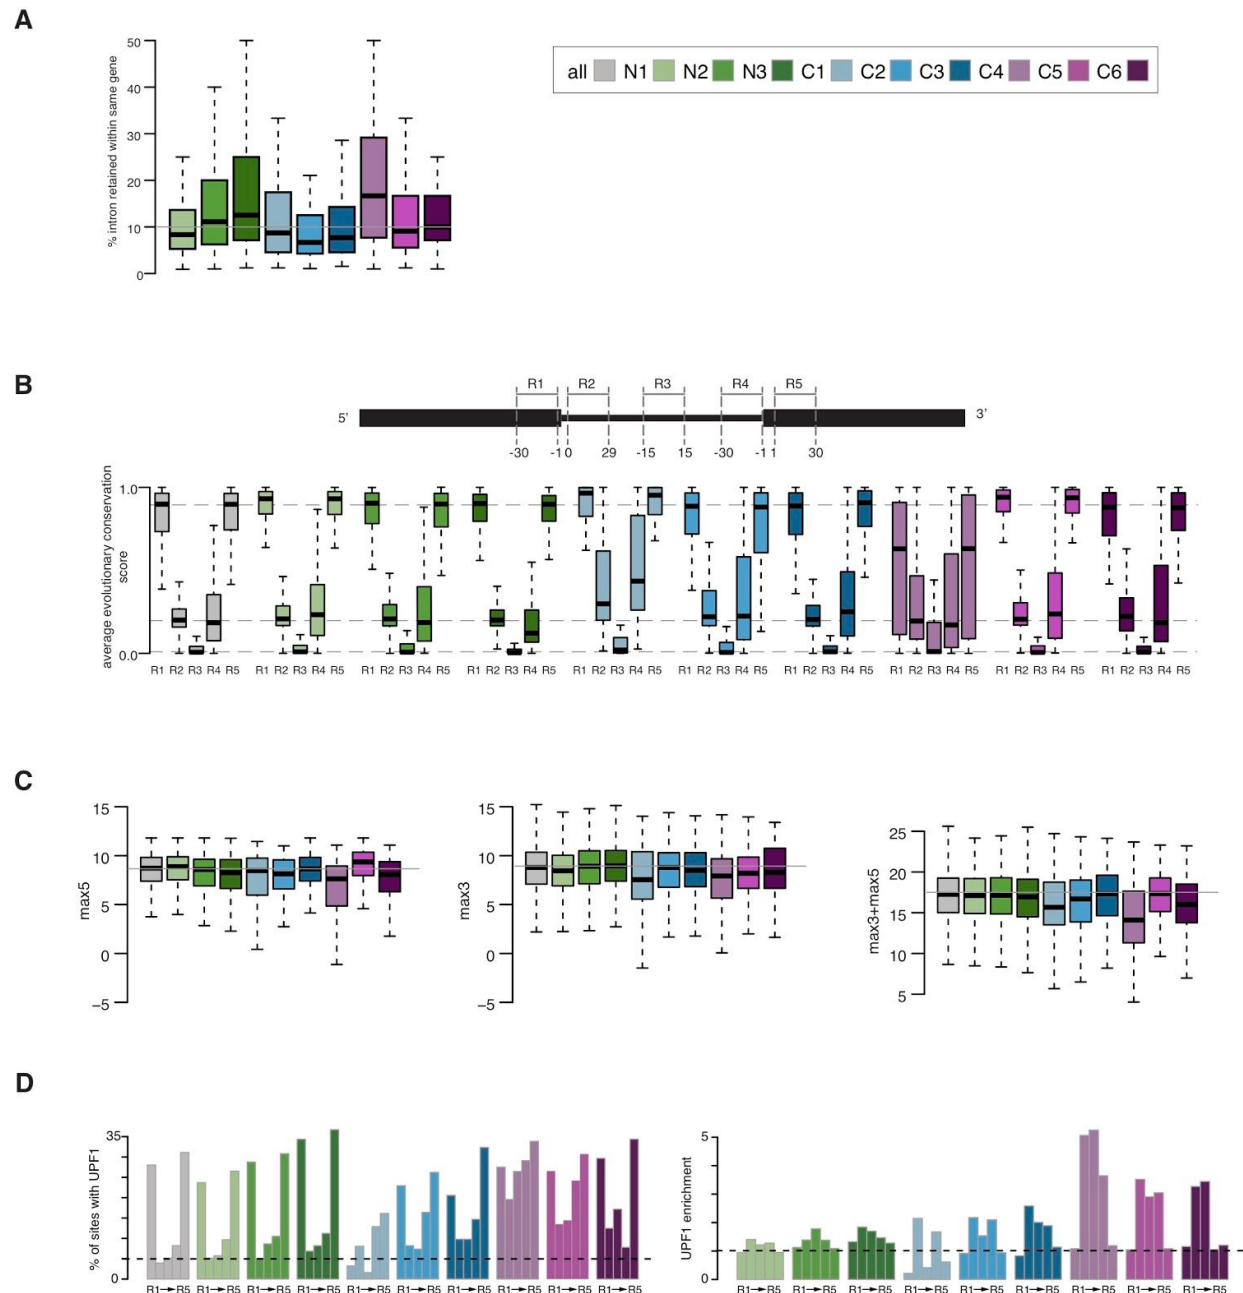 A
% intron retained within same gene
50
40
30
20
10
0
all N1 N2 N3 C1 C2 C3 C4 C5 C6
B
R1 R2 R3 R4 R5
5' 3'
-30 -1 0 29 -15 15 -30 -1 1 30
average evolutionary conservation
score
1.0
0.0
R1 R2 R3 R4 R5 R1 R2 R3 R4 R5 R1 R2 R3 R4 R5 R1 R2 R3 R4 R5 R1 R2 R3 R4 R5 R1 R2 R3 R4 R5 R1 R2 R3 R4 R5 R1 R2 R3 R4 R5 R1 R2 R3 R4 R5 R1 R2 R3 R4 R5
C
max5
15
10
5
0
−5
max3
15
10
5
0
−5
max3+max5
25
20
15
10
5
D
% of sites with UPF1
35
0
R1→R5 R1→R5 R1→R5 R1→R5 R1→R5 R1→R5 R1→R5 R1→R5 R1→R5 R1→R5
UPF1 enrichment
5
1
0
R1→R5 R1→R5 R1→R5 R1→R5 R1→R5 R1→R5 R1→R5 R1→R5 R1→R5